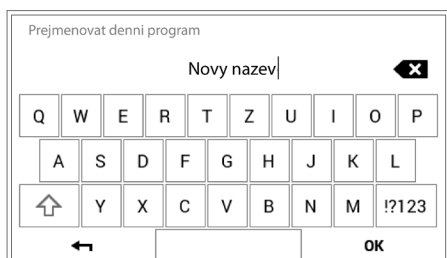 Prejmenovat denni program
Novy nazev
Q W E R T Z U I O P
A S D F G H J K L
Y X C V B N M !?123
OK